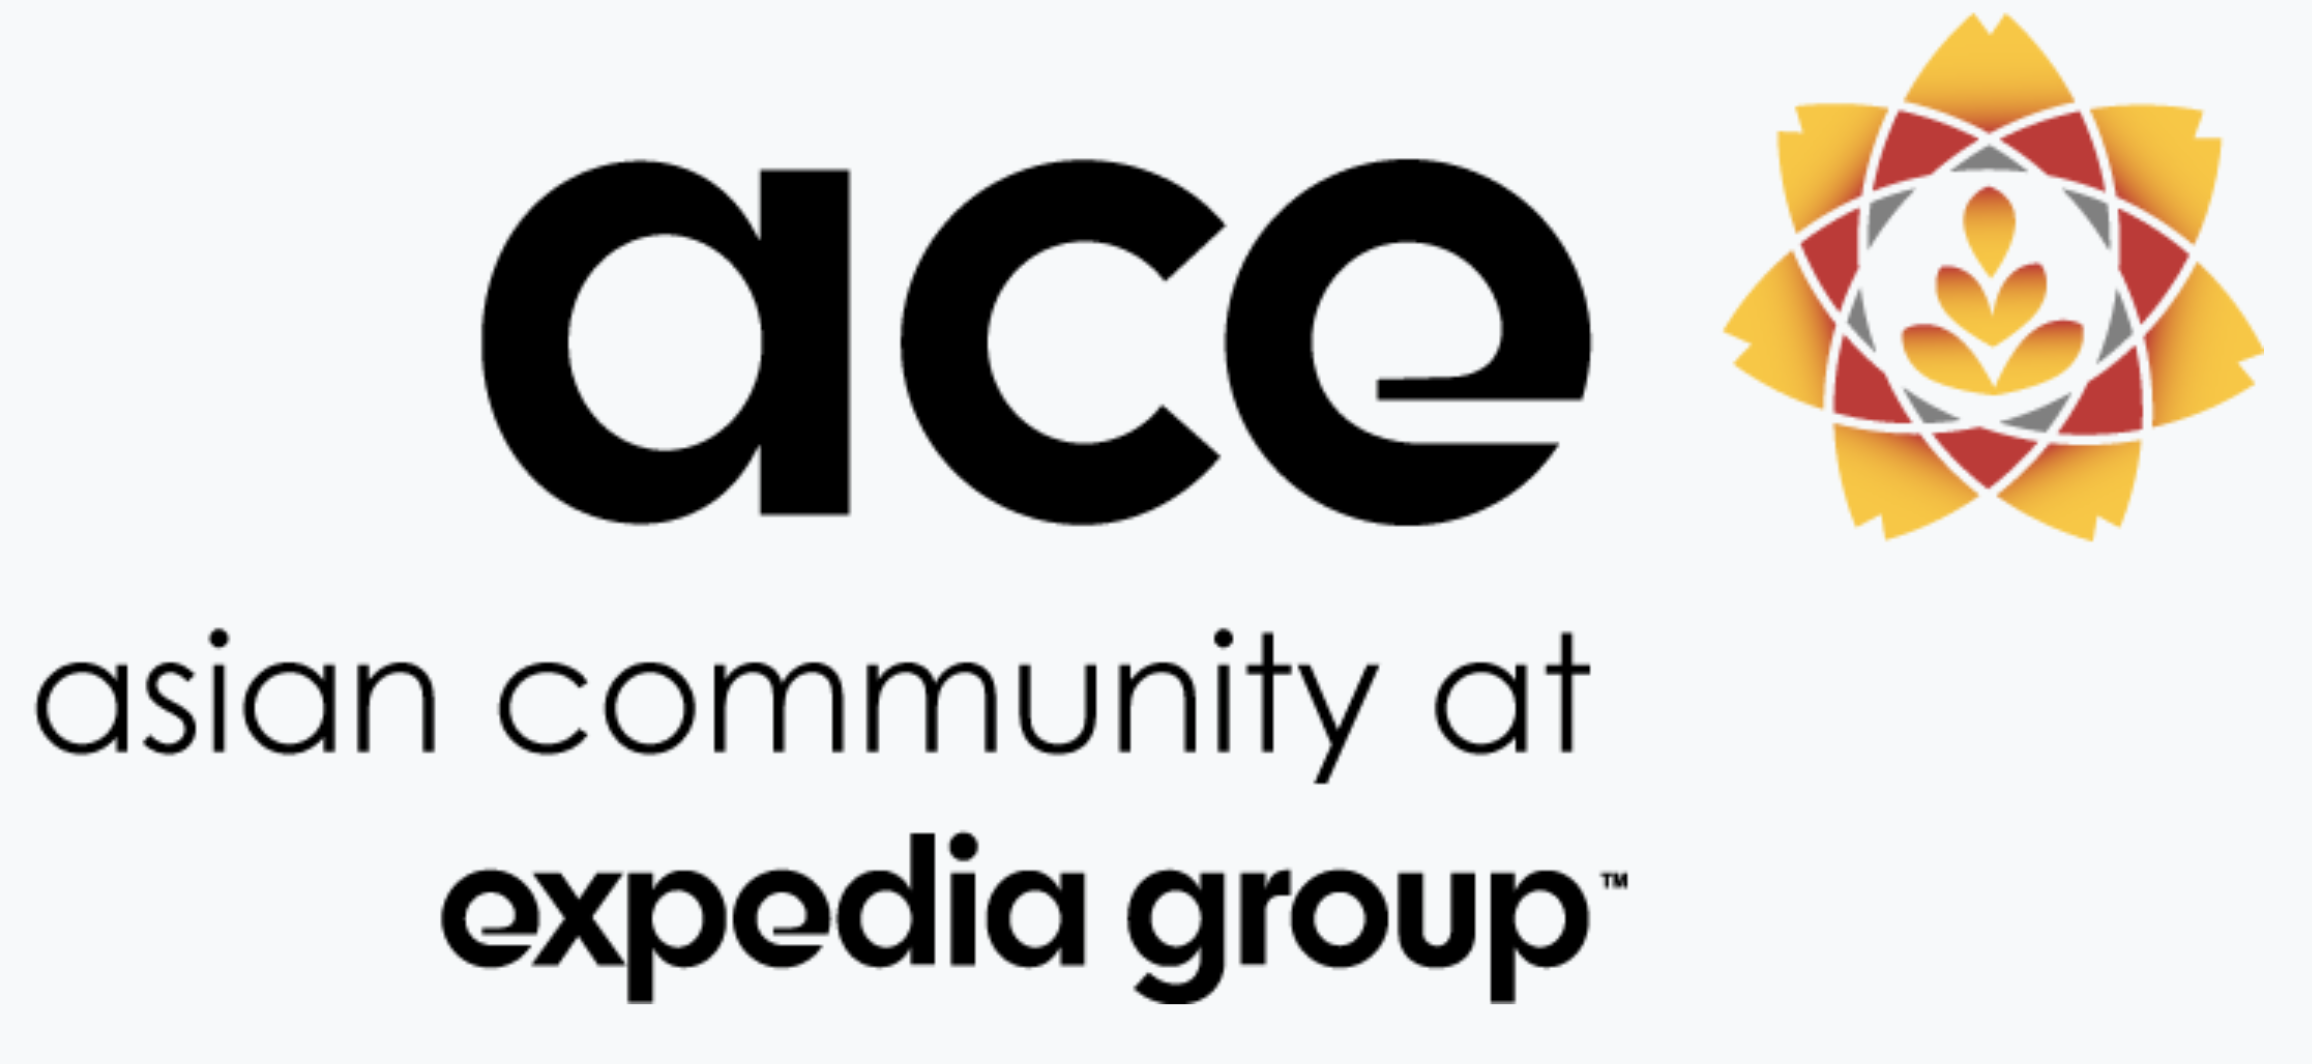 ace
asian community at
expedia group™